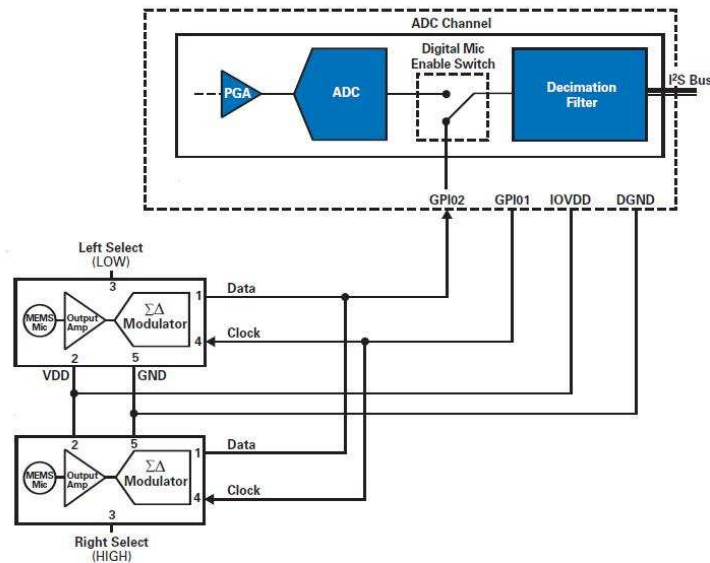 ADC Channel
Digital Mic
Enable Switch
PGA
ADC
Decimation
Filter
I²S Bus
GPI02
GPI01
IOVDD
DGND
Left Select
(LOW)
3
MEMS
Mic
Output
Amp
ΣΔ
Modulator
1
Data
4
Clock
2
5
VDD
GND
2
5
MEMS
Mic
Output
Amp
ΣΔ
Modulator
1
Data
4
Clock
3
Right Select
(HIGH)